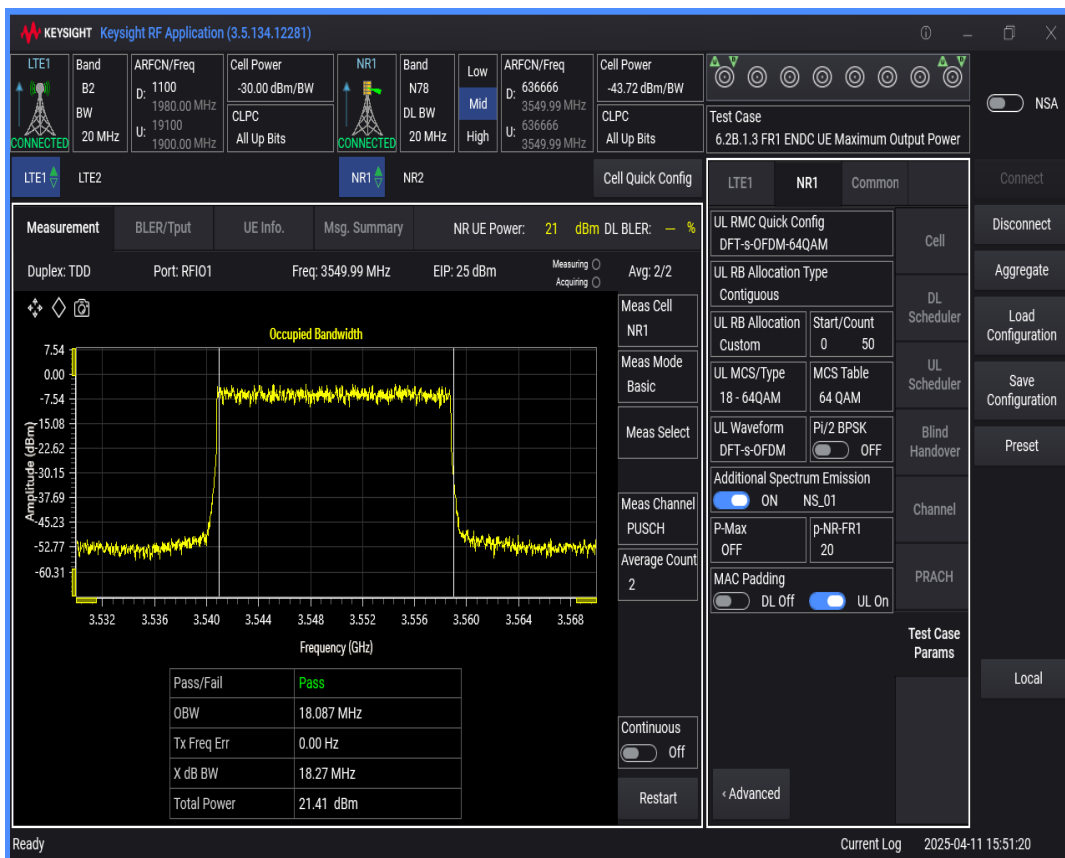 KEYSIGHT Keysight RF Application (3.5.134.12281)
LTE1
CONNECTED
Band
B2
BW
20 MHz
ARFCN/Freq
D: 1100
1980.00 MHz
U: 19100
1900.00 MHz
Cell Power
-30.00 dBm/BW
CLPC
All Up Bits
NR1
CONNECTED
Band
N78
DL BW
20 MHz
Low
Mid
High
ARFCN/Freq
D: 636666
3549.99 MHz
U: 636666
3549.99 MHz
Cell Power
-43.72 dBm/BW
CLPC
All Up Bits
Test Case
6.2B.1.3 FR1 ENDC UE Maximum Output Power
NSA
LTE1 LTE2 NR1 NR2 Cell Quick Config
Measurement BLER/Tput UE Info. Msg. Summary NR UE Power: 21 dBm DL BLER: — %
Duplex: TDD Port: RFIO1 Freq: 3549.99 MHz EIP: 25 dBm Measuring Avg: 2/2
Acquiring
Occupied Bandwidth
Amplitude (dBm)
7.54
0.00
-7.54
-15.08
-22.62
-30.15
-37.69
-45.23
-52.77
-60.31
3.532 3.536 3.540 3.544 3.548 3.552 3.556 3.560 3.564 3.568
Frequency (GHz)
Pass/Fail Pass
OBW 18.087 MHz
Tx Freq Err 0.00 Hz
X dB BW 18.27 MHz
Total Power 21.41 dBm
Meas Cell
NR1
Meas Mode
Basic
Meas Select
Meas Channel
PUSCH
Average Count
2
Continuous
Off
Restart
LTE1 NR1 Common
UL RMC Quick Config
DFT-s-OFDM-64QAM
UL RB Allocation Type
Contiguous
UL RB Allocation
Custom
Start/Count
0 50
UL MCS/Type
18 - 64QAM
MCS Table
64 QAM
UL Waveform
DFT-s-OFDM
Pi/2 BPSK
OFF
Additional Spectrum Emission
ON NS_01
P-Max
OFF
p-NR-FR1
20
MAC Padding
DL Off UL On
‹ Advanced
Cell
DL
Scheduler
UL
Scheduler
Blind
Handover
Channel
PRACH
Test Case
Params
Connect
Disconnect
Aggregate
Load
Configuration
Save
Configuration
Preset
Local
Ready Current Log 2025-04-11 15:51:20